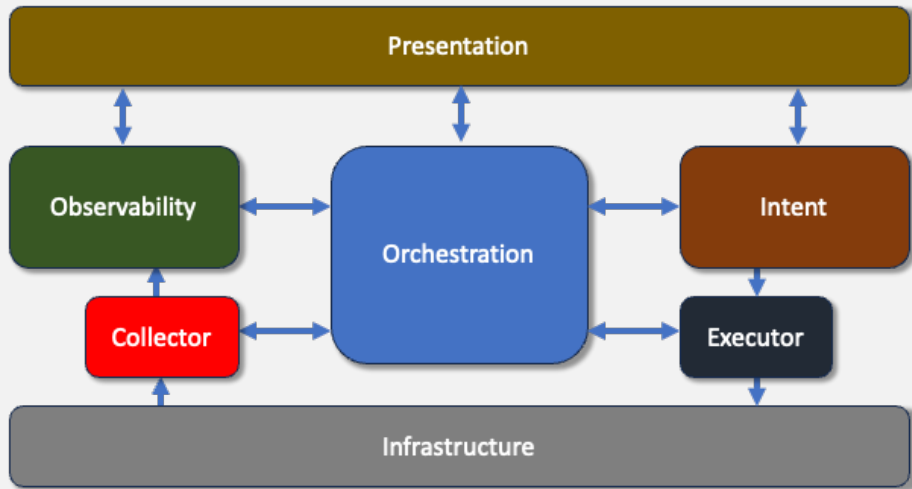 Presentation
Observability
Orchestration
Intent
Collector
Executor
Infrastructure